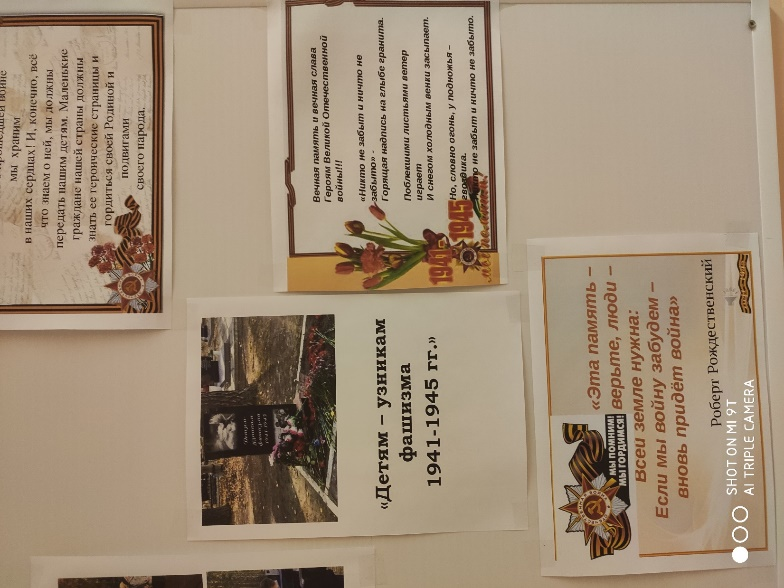 мы храним
в наших сердцах! И, конечно, всё
что знаем о ней, мы должны
передать нашим детям. Маленькие
граждане нашей страны должны
знать ее героические страницы и
гордиться своей Родиной и
подвигами
своего народа.
Вечная память и вечная слава
Героям Великой Отечественной
войны!!!
«Никто не забыт и ничто не
забыто» -
Горящая надпись на глыбе гранита.
Поблекшими листьями ветер
играет
И снегом холодным венки засыпает.
Но, словно огонь, у подножья –
гвоздика.
не забыт и ничто не забыто.
1941 1945
«Детям – узникам
фашизма
1941-1945 гг.»
МЫ ПОМНИМ!
МЫ ГОРДИМСЯ!
«Эта память –
верьте, люди –
Всей земле нужна:
Если мы войну забудем –
вновь придёт война»
Роберт Рождественский
SHOT ON MI 9T
AI TRIPLE CAMERA